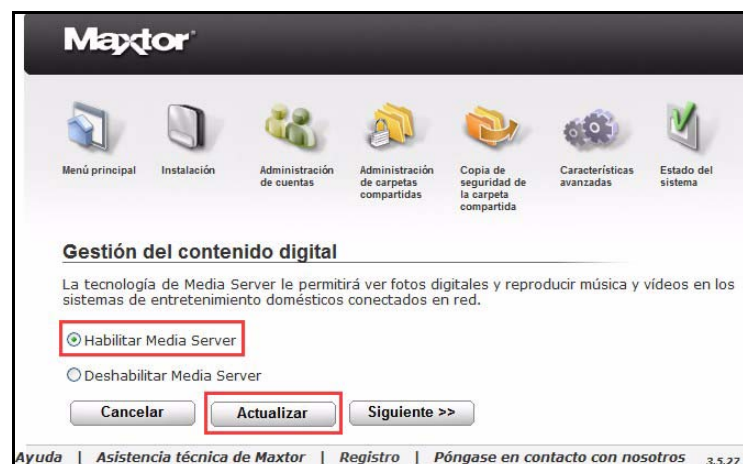 Maxtor
Menú principal
Instalación
Administración
de cuentas
Administración
de carpetas
compartidas
Copia de
seguridad de
la carpeta
compartida
Características
avanzadas
Estado del
sistema
Gestión del contenido digital
La tecnología de Media Server le permitirá ver fotos digitales y reproducir música y vídeos en los
sistemas de entretenimiento domésticos conectados en red.
Habilitar Media Server
Deshabilitar Media Server
Cancelar Actualizar Siguiente >>
Ayuda | Asistencia técnica de Maxtor | Registro | Póngase en contacto con nosotros 3.5.27